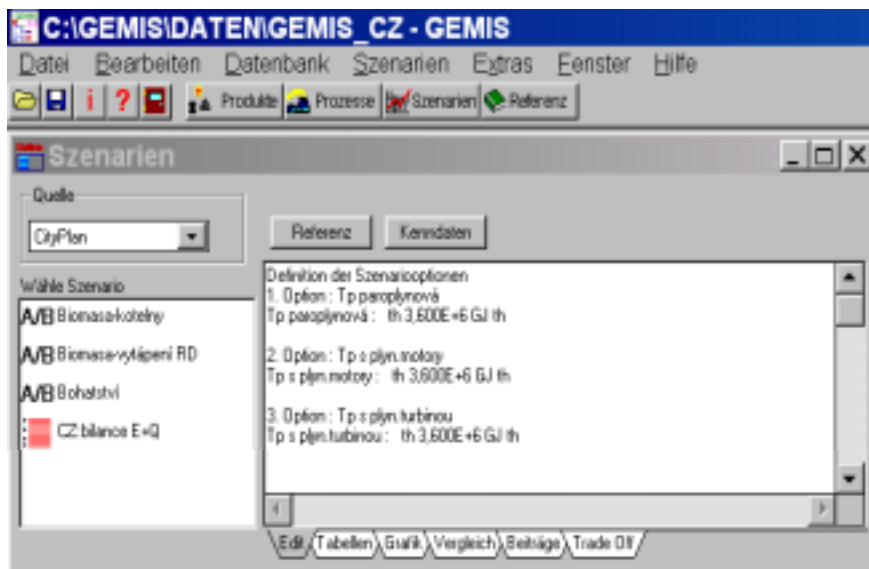 C:\GEMIS\DATEN\GEMIS_CZ - GEMIS
Datei Bearbeiten Datenbank Szenarien Extras Fenster Hilfe
i ? Produkte Prozesse Szenarien Referenz
Szenarien
Quelle
CityPlan
Referenz Kenndaten
Wähle Szenario
A/B Biomasa-kotelny
A/B Biomasa-vytápení RD
A/B Bohatství
CZ:bilance E+Q
Definition der Szenariooptionen
1. Option : Tp paroplynová
Tp paroplynová : th 3,600E+6 GJ th
2. Option : Tp s plyn.motory
Tp s plyn.motory : th 3,600E+6 GJ th
3. Option : Tp s plyn.turbinou
Tp s plyn.turbinou : th 3,600E+6 GJ th
Edit Tabellen Grafik Vergleich Beiträge Trade Off